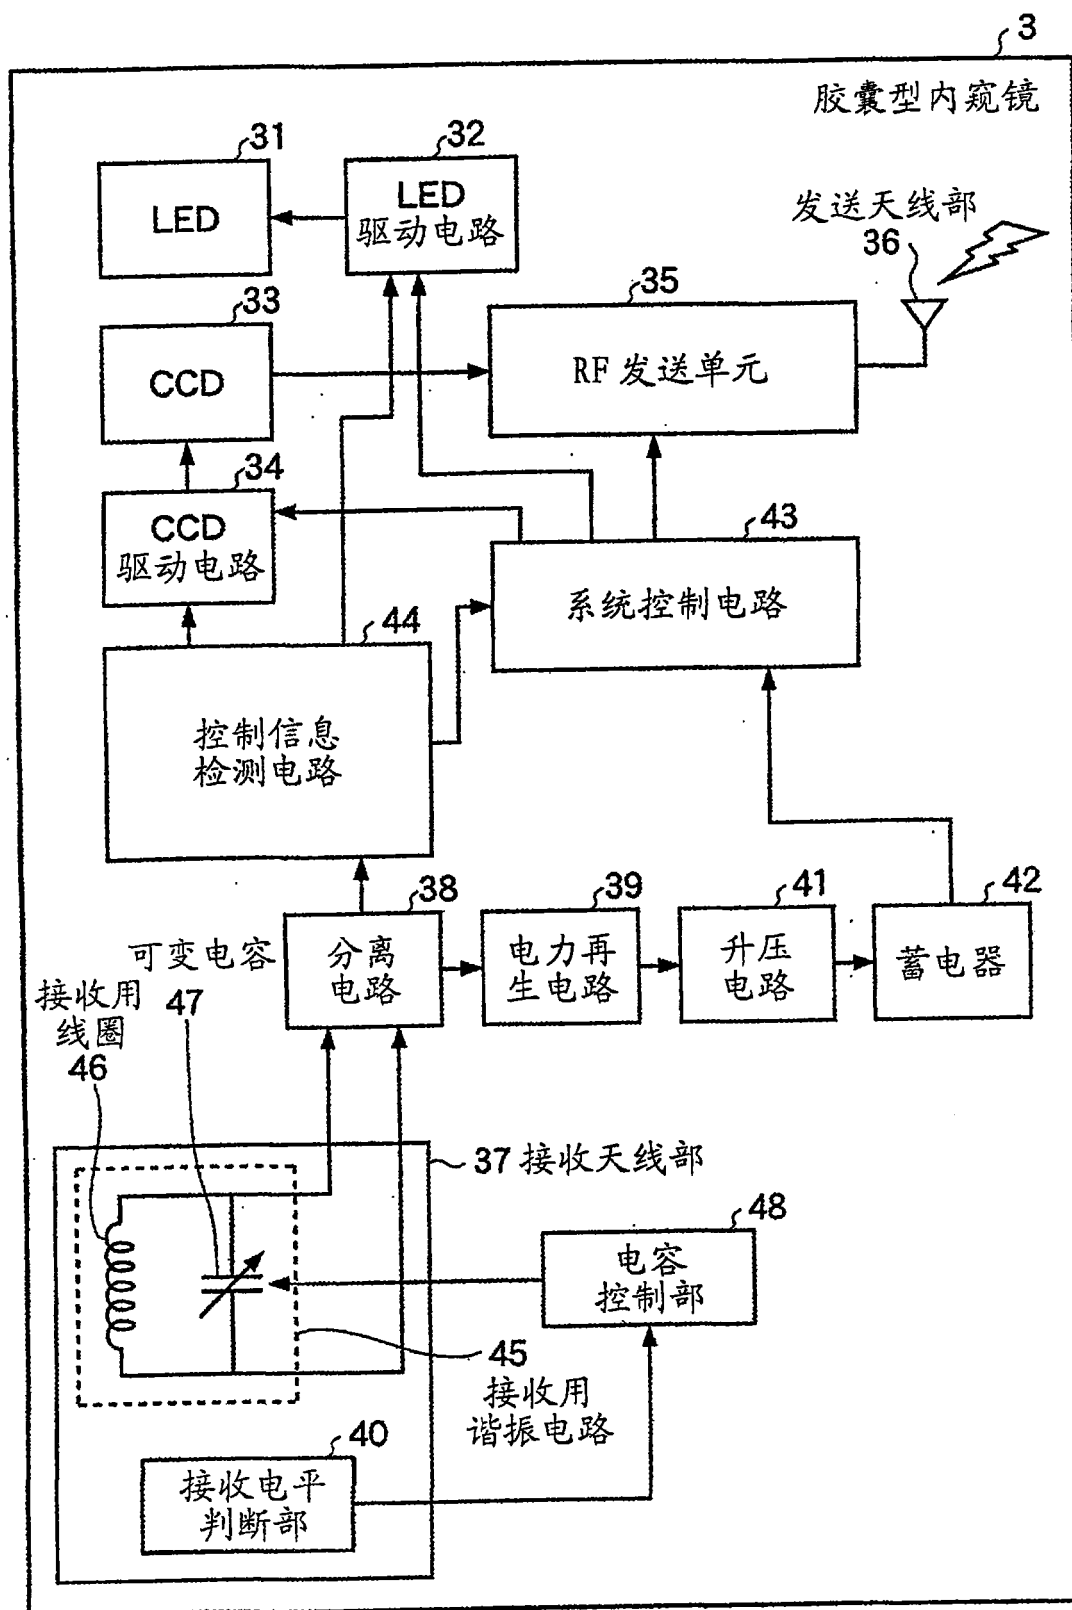 3
胶囊型内窥镜
31
LED
32
LED
驱动电路
发送天线部
36
33
CCD
35
RF 发送单元
34
CCD
驱动电路
43
系统控制电路
44
控制信息
检测电路
38
分离
电路
39
电力再
生电路
41
升压
电路
42
蓄电器
可变电容
47
接收用
线圈
46
37 接收天线部
48
电容
控制部
45
接收用
谐振电路
40
接收电平
判断部